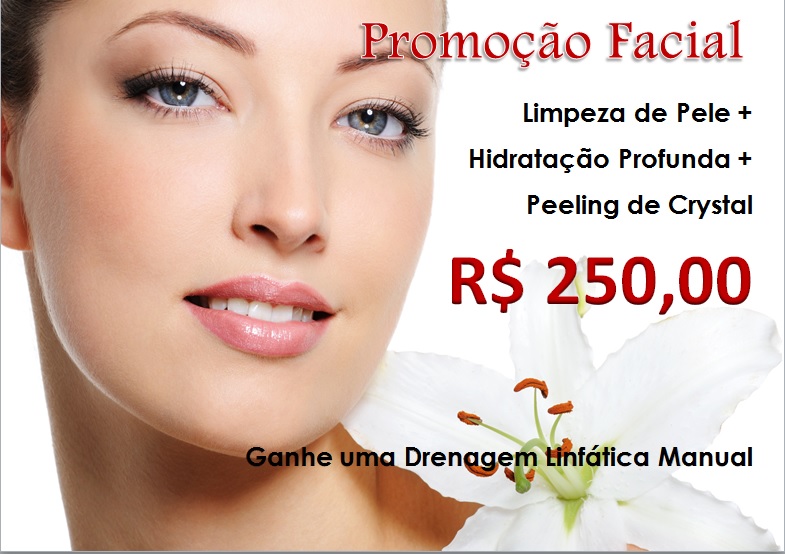 Promoção Facial
Limpeza de Pele +
Hidratação Profunda +
Peeling de Crystal
R$ 250,00
Ganhe uma Drenagem Linfática Manual